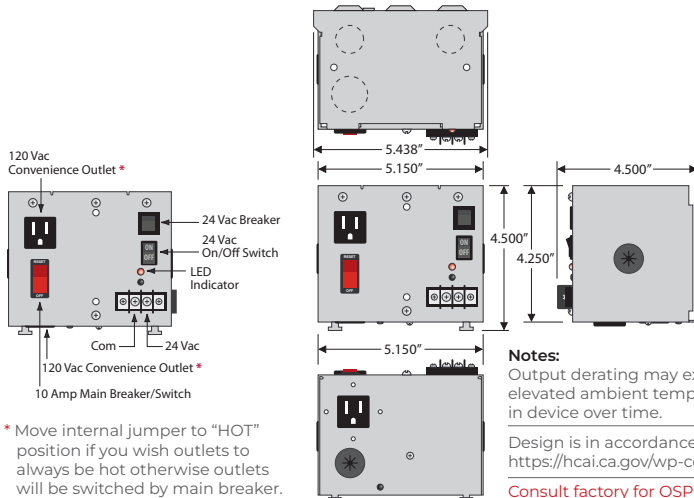 5.438"
5.150"
4.500"
120 Vac
Convenience Outlet *
RESET
OFF
ON
OFF
24 Vac Breaker
24 Vac
On/Off Switch
LED
Indicator
Com
24 Vac
120 Vac Convenience Outlet *
10 Amp Main Breaker/Switch
RESET
OFF
ON
OFF
4.500"
4.250"
5.150"
* Move internal jumper to “HOT”
position if you wish outlets to
always be hot otherwise outlets
will be switched by main breaker.
Notes:
Output derating may ex
elevated ambient temp
in device over time.
Design is in accordance
https://hcai.ca.gov/wp-c
Consult factory for OSP